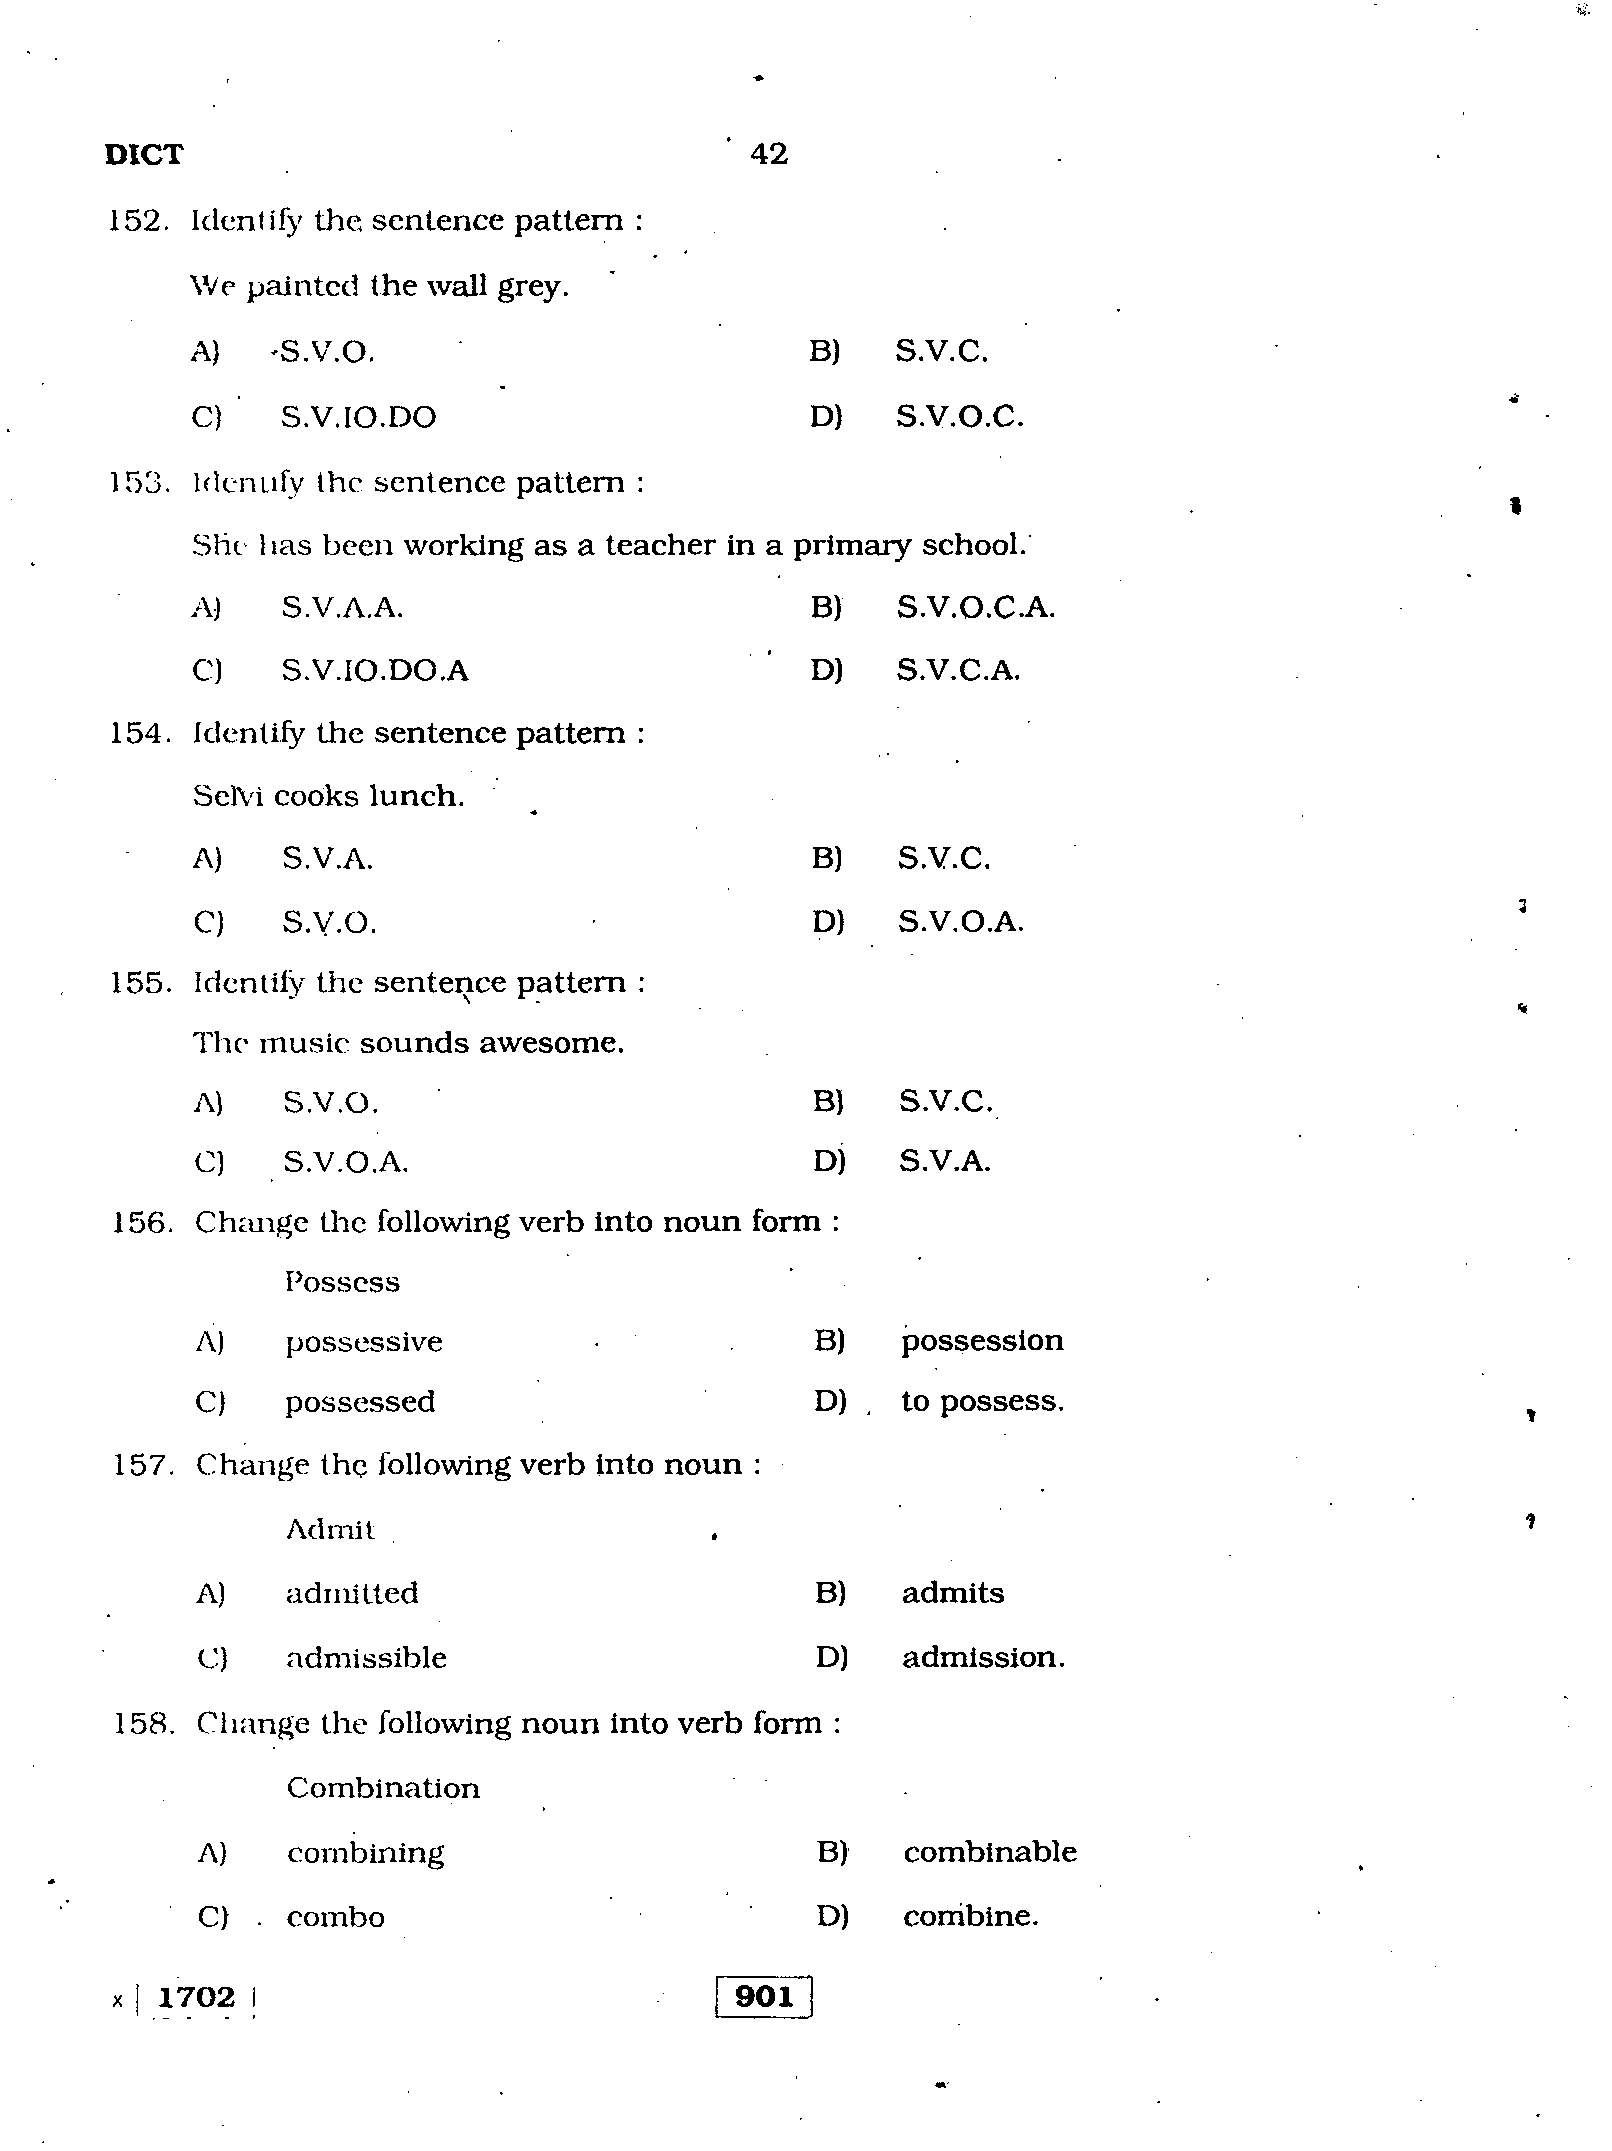 DICT 42
152. Identify the sentence pattern :
We painted the wall grey.
A) S.V.O. B) S.V.C.
C) S.V.IO.DO D) S.V.O.C.
153. Identify the sentence pattern :
She has been working as a teacher in a primary school.
A) S.V.A.A. B) S.V.O.C.A.
C) S.V.IO.DO.A D) S.V.C.A.
154. Identify the sentence pattern :
Selvi cooks lunch.
A) S.V.A. B) S.V.C.
C) S.V.O. D) S.V.O.A.
155. Identify the sentence pattern :
The music sounds awesome.
A) S.V.O. B) S.V.C.
C) S.V.O.A. D) S.V.A.
156. Change the following verb into noun form :
Possess
A) possessive B) possession
C) possessed D) to possess.
157. Change the following verb into noun :
Admit
A) admitted B) admits
C) admissible D) admission.
158. Change the following noun into verb form :
Combination
A) combining B) combinable
C) combo D) combine.
x | 1702 | 901